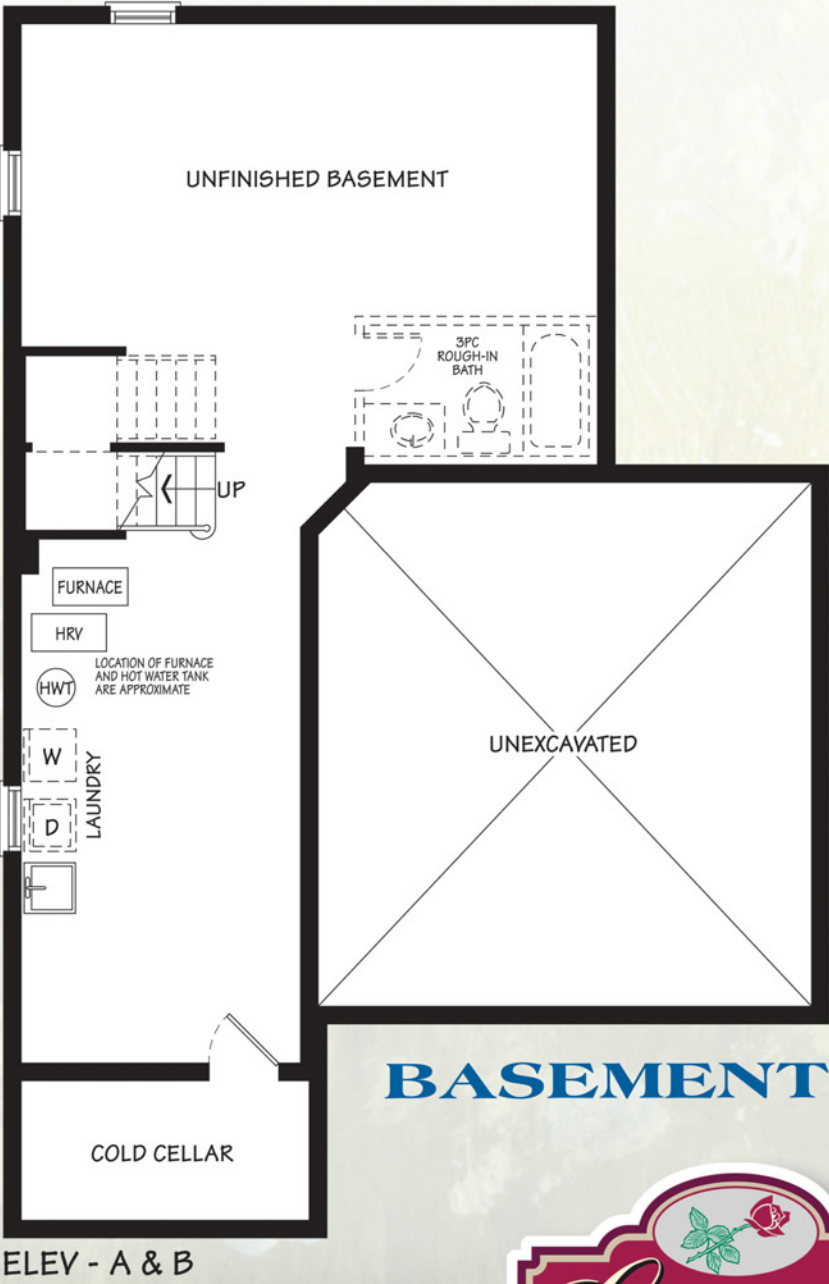 UNFINISHED BASEMENT
3PC
ROUGH-IN
BATH
UP
FURNACE
HRV
LOCATION OF FURNACE
AND HOT WATER TANK
ARE APPROXIMATE
HWT
W
LAUNDRY
D
UNEXCAVATED
BASEMENT
COLD CELLAR
ELEV - A & B